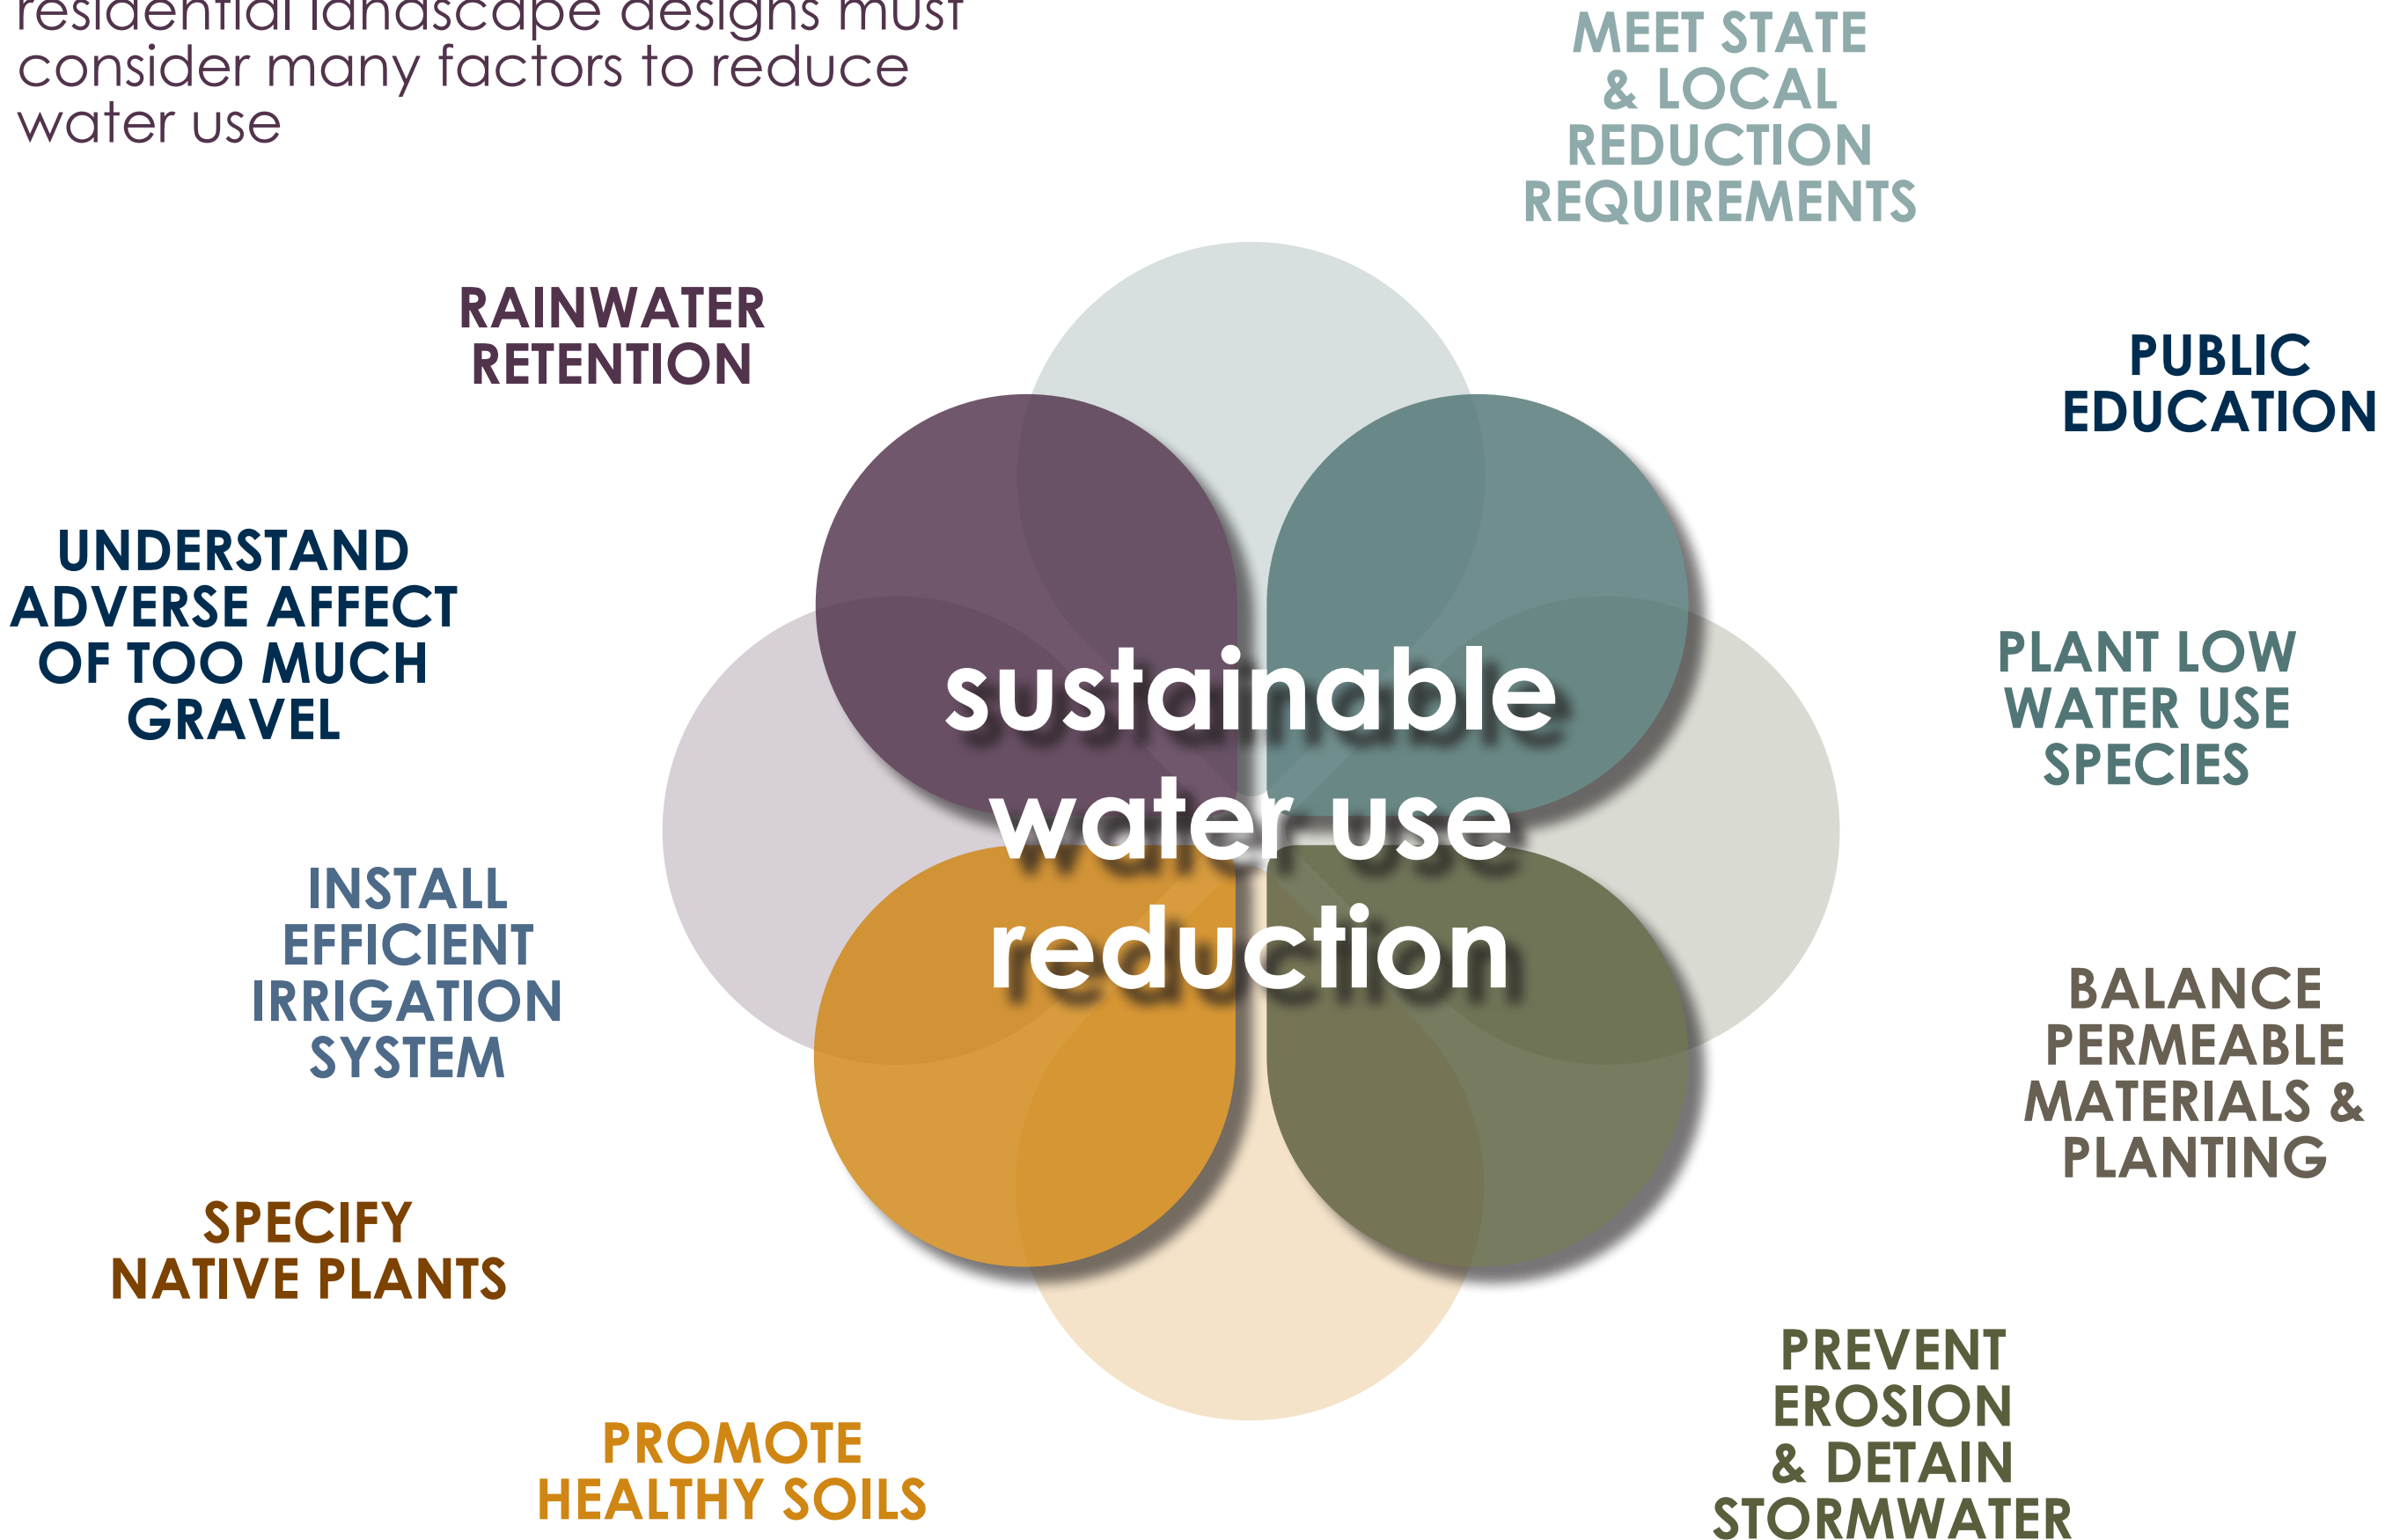 residential landscape designs must
consider many factors to reduce
water use
MEET STATE
& LOCAL
REDUCTION
REQUIREMENTS
RAINWATER
RETENTION
PUBLIC
EDUCATION
UNDERSTAND
ADVERSE AFFECT
OF TOO MUCH
GRAVEL
PLANT LOW
WATER USE
SPECIES
sustainable
water use
reduction
INSTALL
EFFICIENT
IRRIGATION
SYSTEM
BALANCE
PERMEABLE
MATERIALS &
PLANTING
SPECIFY
NATIVE PLANTS
PREVENT
EROSION
& DETAIN
STORMWATER
PROMOTE
HEALTHY SOILS